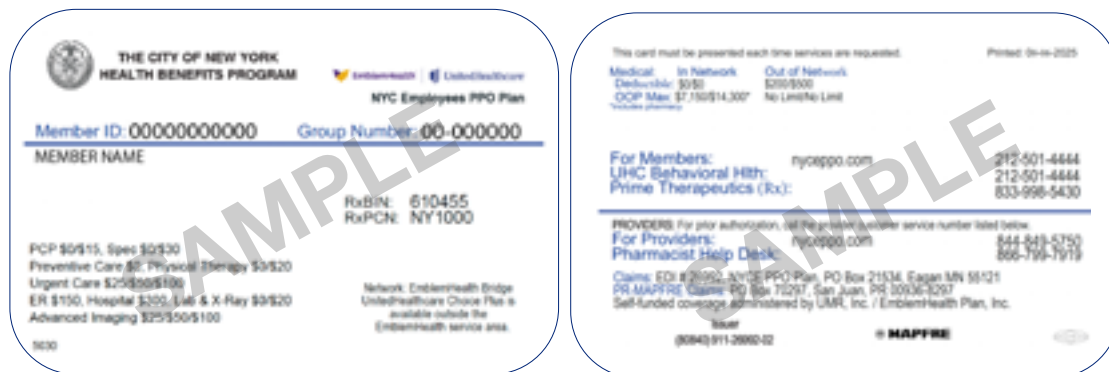 THE CITY OF NEW YORK
HEALTH BENEFITS PROGRAM
EmblemHealth UnitedHealthcare
NYC Employees PPO Plan
Member ID: 00000000000 Group Number: 00-000000
MEMBER NAME
RxBIN: 610455
RxPCN: NY1000
PCP $0/$15, Spec $0/$30
Preventive Care $0, Physical Therapy $0/$20
Urgent Care $25/$50/$100
ER $150, Hospital $300, Lab & X-Ray $0/$20
Advanced Imaging $25/$50/$100
Network: EmblemHealth Bridge
UnitedHealthcare Choice Plus is
available outside the
EmblemHealth service area.
5030
SAMPLE
This card must be presented each time services are requested. Printed: 2025
Medical: In Network Out of Network
Deductible: $0/$0 $200/$500
OOP Max: $7,150/$14,300* No Limit/No Limit
*Includes pharmacy
For Members: nyceppo.com 212-501-4444
UHC Behavioral Hlth: 212-501-4444
Prime Therapeutics (Rx): 833-998-5430
PROVIDERS: For prior authorization, call the provider customer service number listed below.
For Providers: nyceppo.com 844-849-5750
Pharmacist Help Desk: 866-799-7919
Claims: EDI # 26992, NYCE PPO Plan, PO Box 21534, Eagan MN 55121
PR-MAPFRE Claims: PO Box 70297, San Juan, PR 00936-8297
Self-funded coverage administered by UMR, Inc. / EmblemHealth Plan, Inc.
Issuer
(80840) 911-26992-02
MAPFRE
SAMPLE